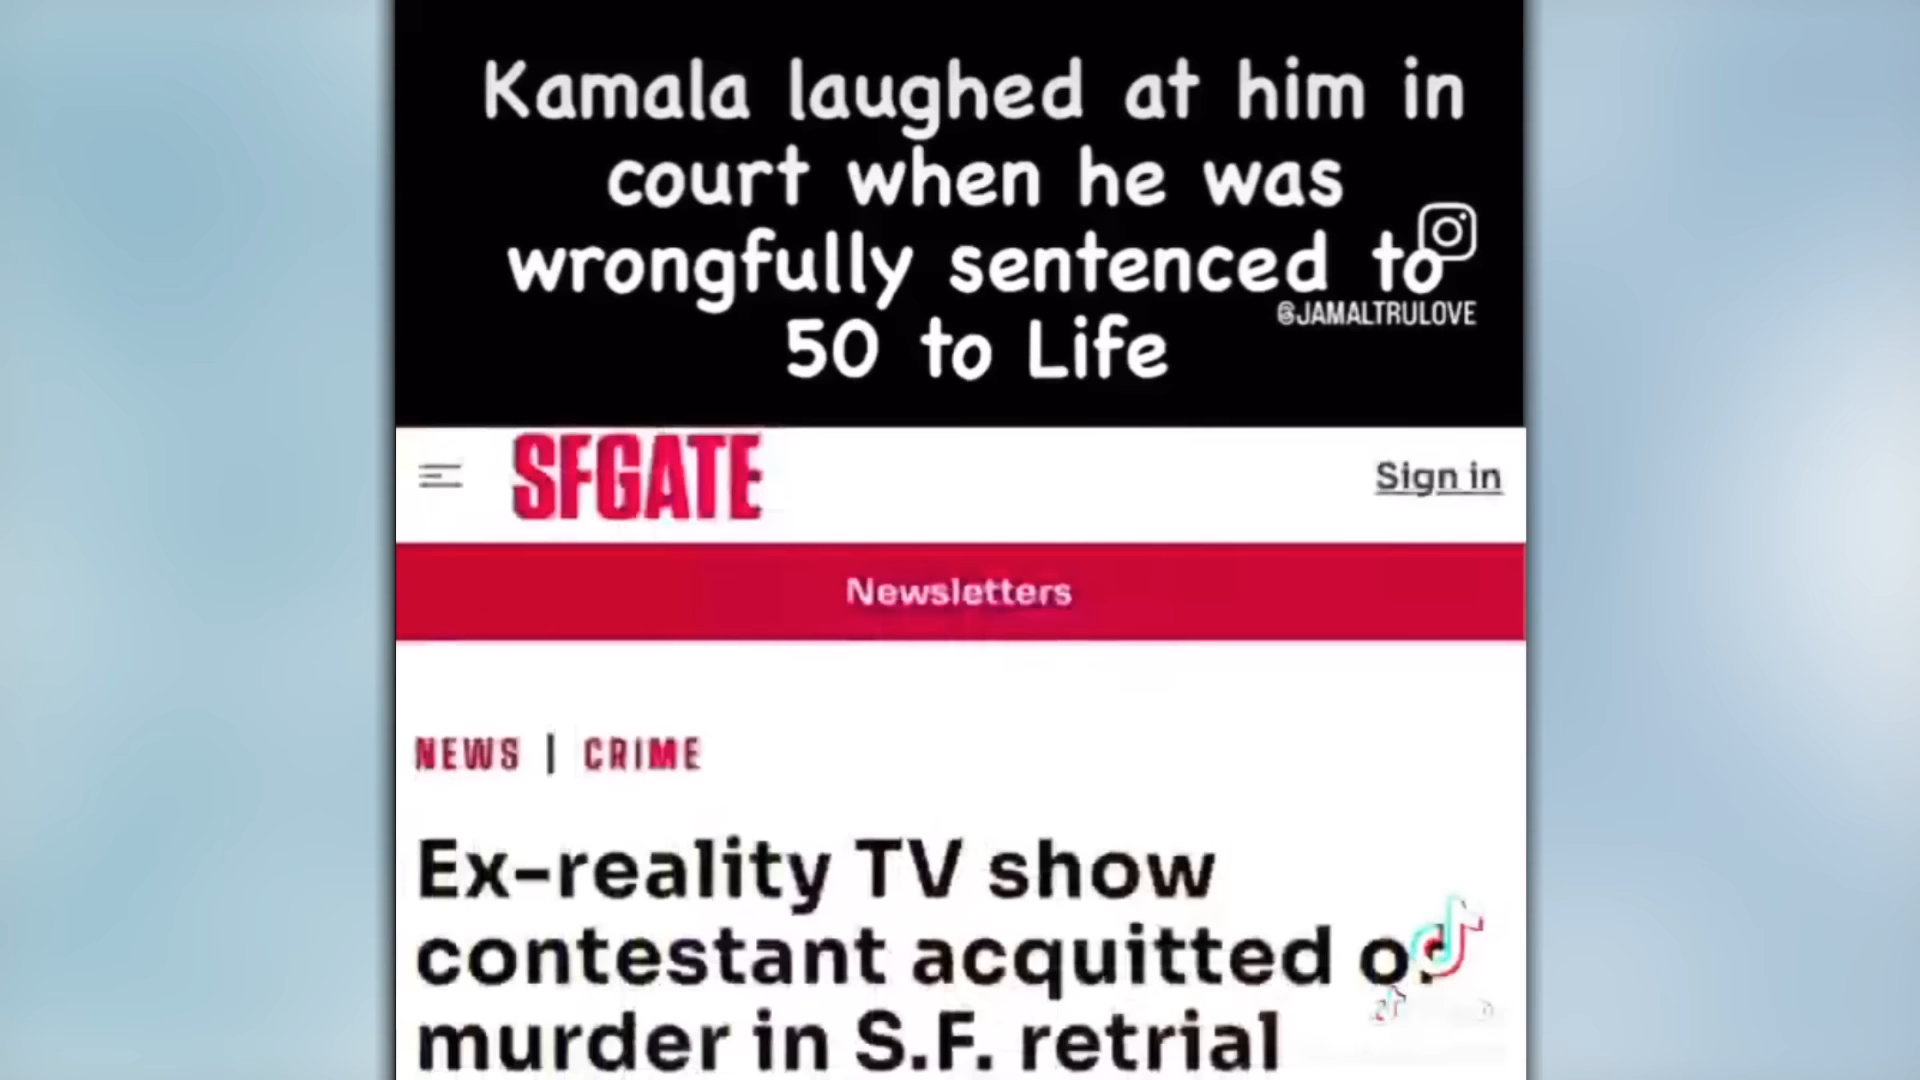 Kamala laughed at him in
court when he was
wrongfully sentenced to
@JAMALTRULOVE
50 to Life
SFGATE
Sign in
Newsletters
NEWS | CRIME
Ex-reality TV show
contestant acquitted of
murder in S.F. retrial